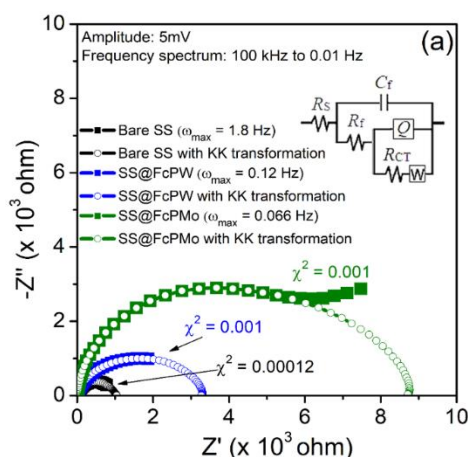 Amplitude: 5mV
Frequency spectrum: 100 kHz to 0.01 Hz
(a)
Bare SS (ωmax = 1.8 Hz)
Bare SS with KK transformation
SS@FcPW (ωmax = 0.12 Hz)
SS@FcPW with KK transformation
SS@FcPMo (ωmax = 0.066 Hz)
SS@FcPMo with KK transformation
RS
Cf
Rf
Q
RCT
W
χ² = 0.001
χ² = 0.001
χ² = 0.00012
-Z'' (x 10³ ohm)
-10
-8
6
4
2
0
0 2 4 6 8 10
Z' (x 10³ ohm)